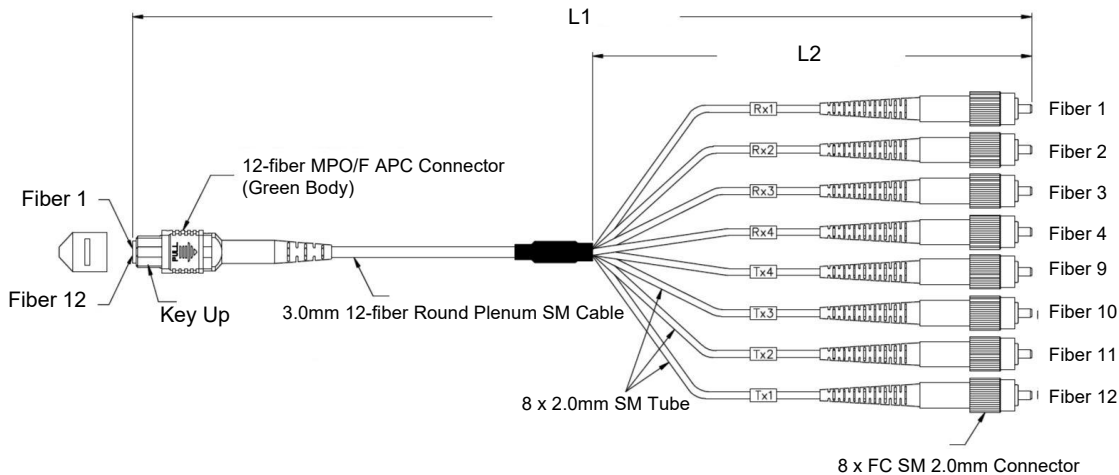 L1
L2
Rx1
Fiber 1
12-fiber MPO/F APC Connector
(Green Body)
Rx2
Fiber 2
Fiber 1
Rx3
Fiber 3
PULL
Rx4
Fiber 4
Fiber 12
Key Up
3.0mm 12-fiber Round Plenum SM Cable
Tx4
Fiber 9
Tx3
Fiber 10
Tx2
Fiber 11
8 x 2.0mm SM Tube
Tx1
Fiber 12
8 x FC SM 2.0mm Connector